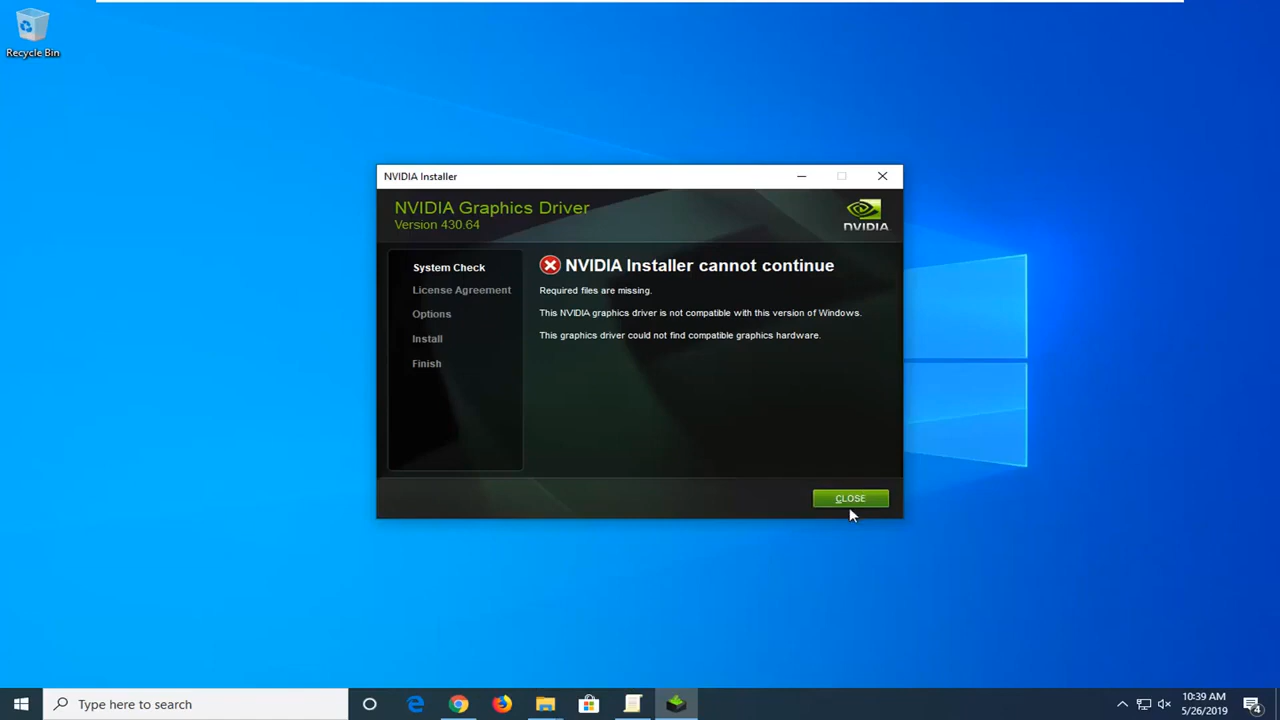 Recycle Bin
NVIDIA Installer
NVIDIA Graphics Driver
Version 430.64
NVIDIA
System Check
License Agreement
Options
Install
Finish
NVIDIA Installer cannot continue
Required files are missing.
This NVIDIA graphics driver is not compatible with this version of Windows.
This graphics driver could not find compatible graphics hardware.
CLOSE
Type here to search
10:39 AM
5/26/2019
4